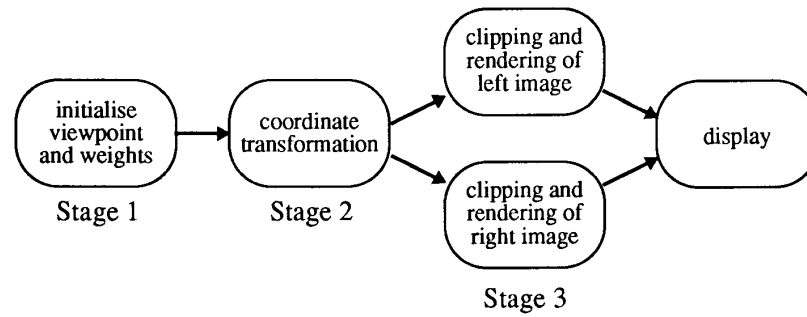 initialise
viewpoint
and weights
Stage 1
coordinate
transformation
Stage 2
clipping and
rendering of
left image
clipping and
rendering of
right image
Stage 3
display